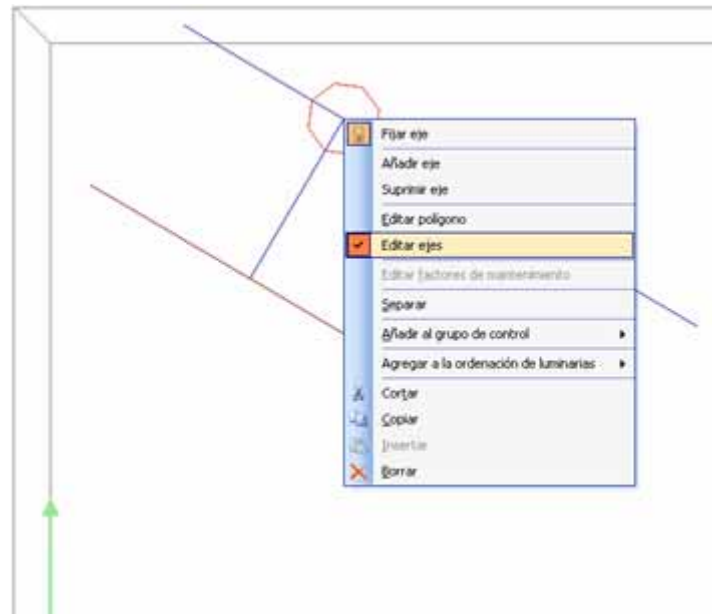 Fijar eje
Añadir eje
Suprimir eje
Editar polígono
Editar ejes
Editar factores de mantenimiento
Separar
Añadir al grupo de control
Agregar a la ordenación de luminarias
Cortar
Copiar
Insertar
Borrar